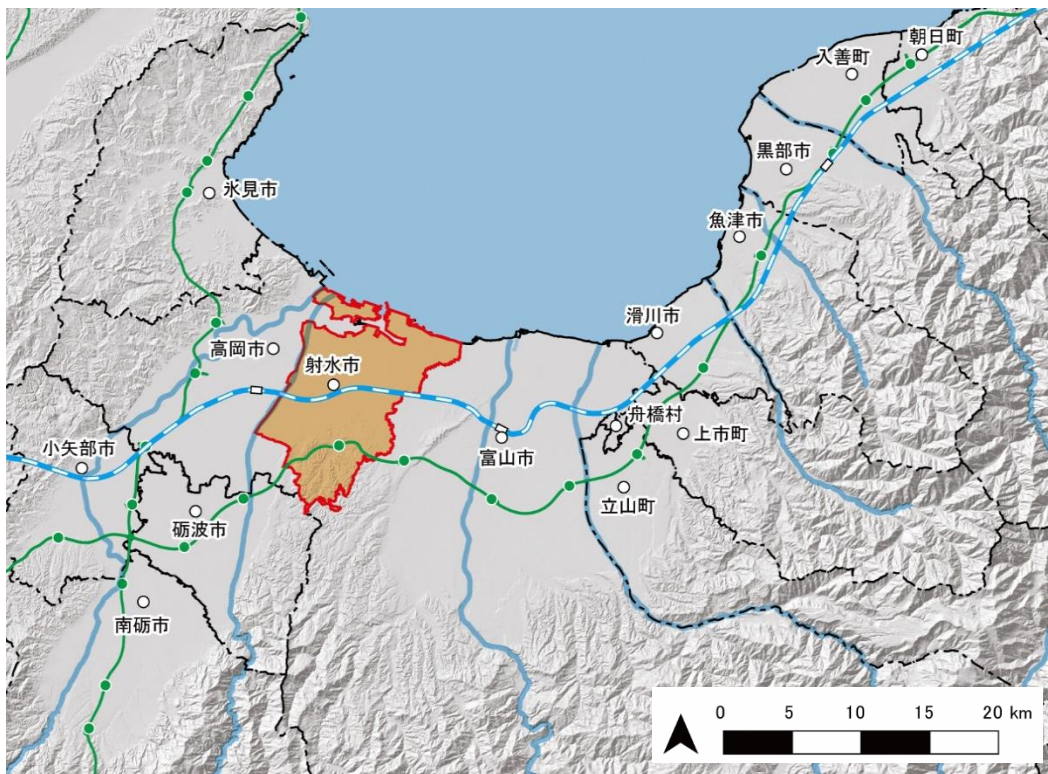 朝日町
入善町
黒部市
氷見市
魚津市
滑川市
高岡市
射水市
舟橋村
上市町
小矢部市
富山市
立山町
砺波市
南砺市
0 5 10 15 20 km